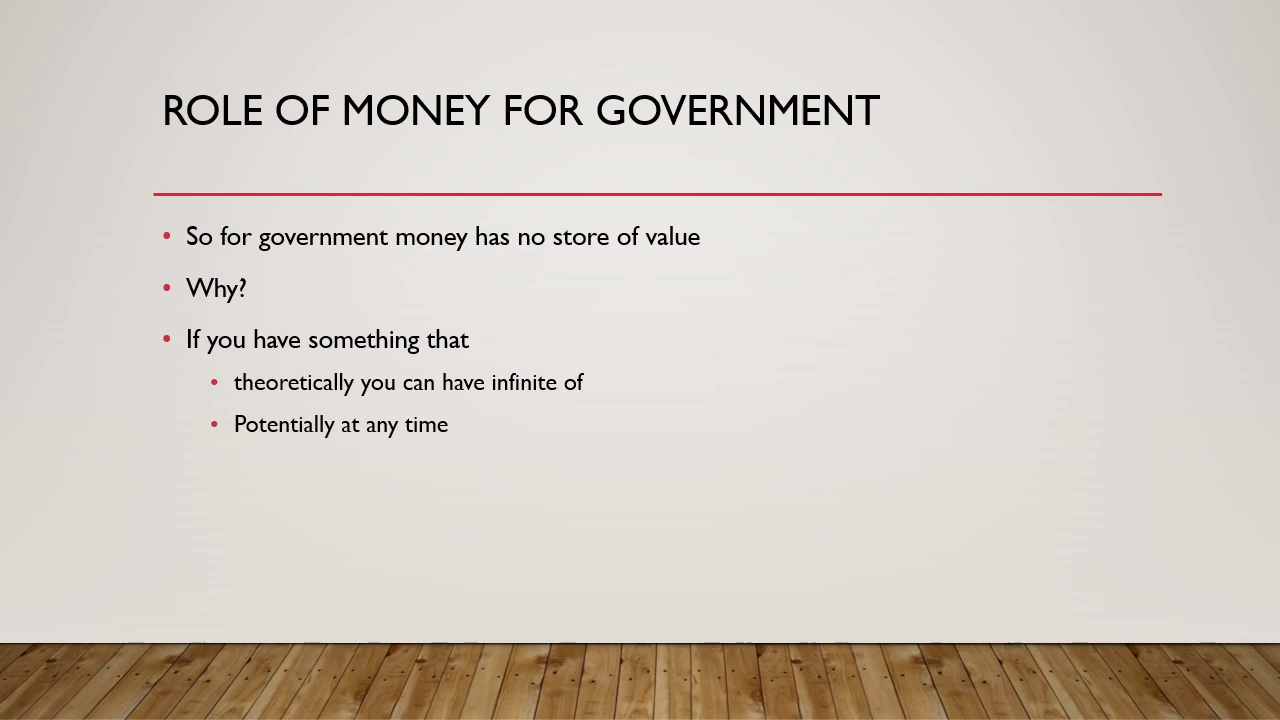 ROLE OF MONEY FOR GOVERNMENT
• So for government money has no store of value
• Why?
• If you have something that
• theoretically you can have infinite of
• Potentially at any time